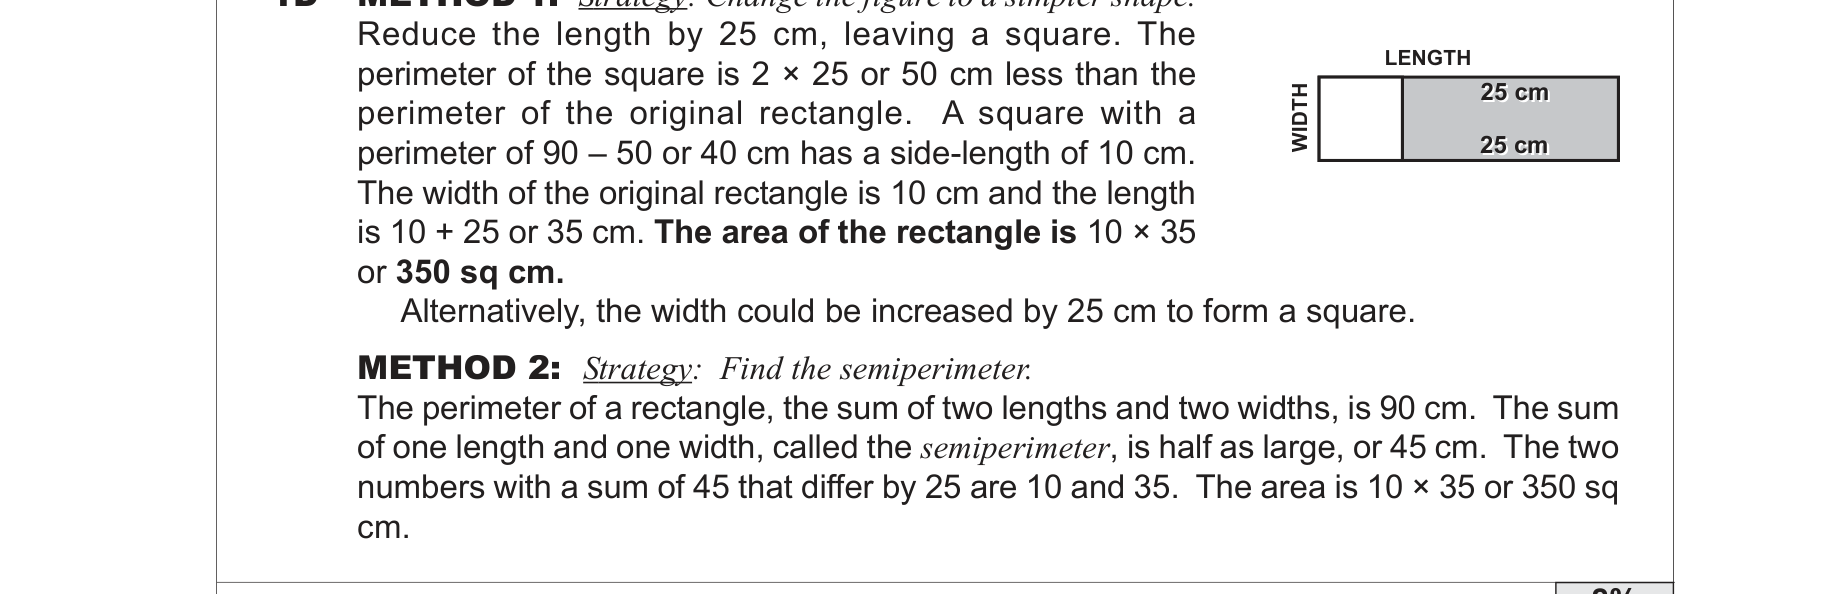 1D METHOD 1: Strategy: Change the figure to a simpler shape.
Reduce the length by 25 cm, leaving a square. The
perimeter of the square is 2 × 25 or 50 cm less than the
perimeter of the original rectangle. A square with a
perimeter of 90 – 50 or 40 cm has a side-length of 10 cm.
The width of the original rectangle is 10 cm and the length
is 10 + 25 or 35 cm. The area of the rectangle is 10 × 35
or 350 sq cm.
LENGTH
WIDTH
25 cm
25 cm
Alternatively, the width could be increased by 25 cm to form a square.
METHOD 2: Strategy: Find the semiperimeter.
The perimeter of a rectangle, the sum of two lengths and two widths, is 90 cm. The sum
of one length and one width, called the semiperimeter, is half as large, or 45 cm. The two
numbers with a sum of 45 that differ by 25 are 10 and 35. The area is 10 × 35 or 350 sq
cm.